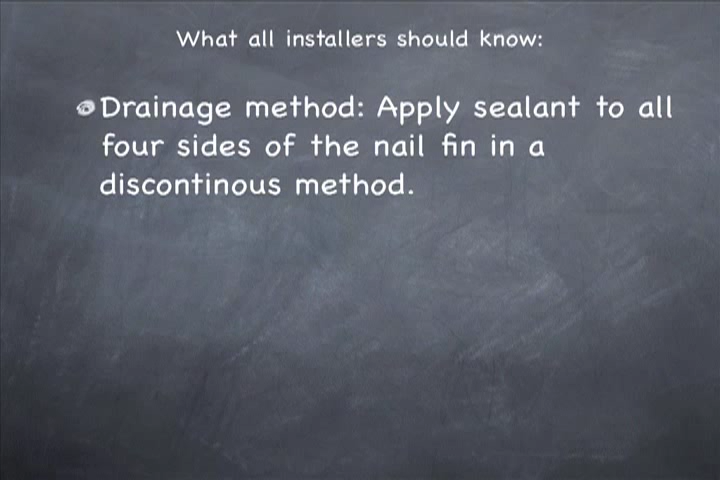 What all installers should know:
Drainage method: Apply sealant to all
four sides of the nail fin in a
discontinous method.